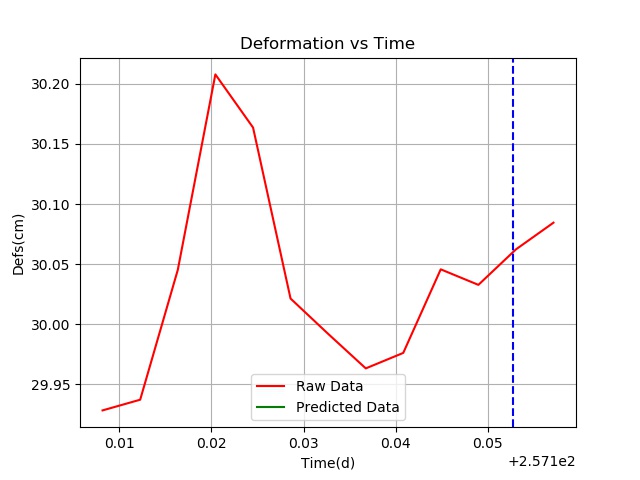 Deformation vs Time
30.20
30.15
30.10
30.05
30.00
29.95
Defs(cm)
Raw Data
Predicted Data
0.01 0.02 0.03 0.04 0.05
Time(d)
+2.571e2